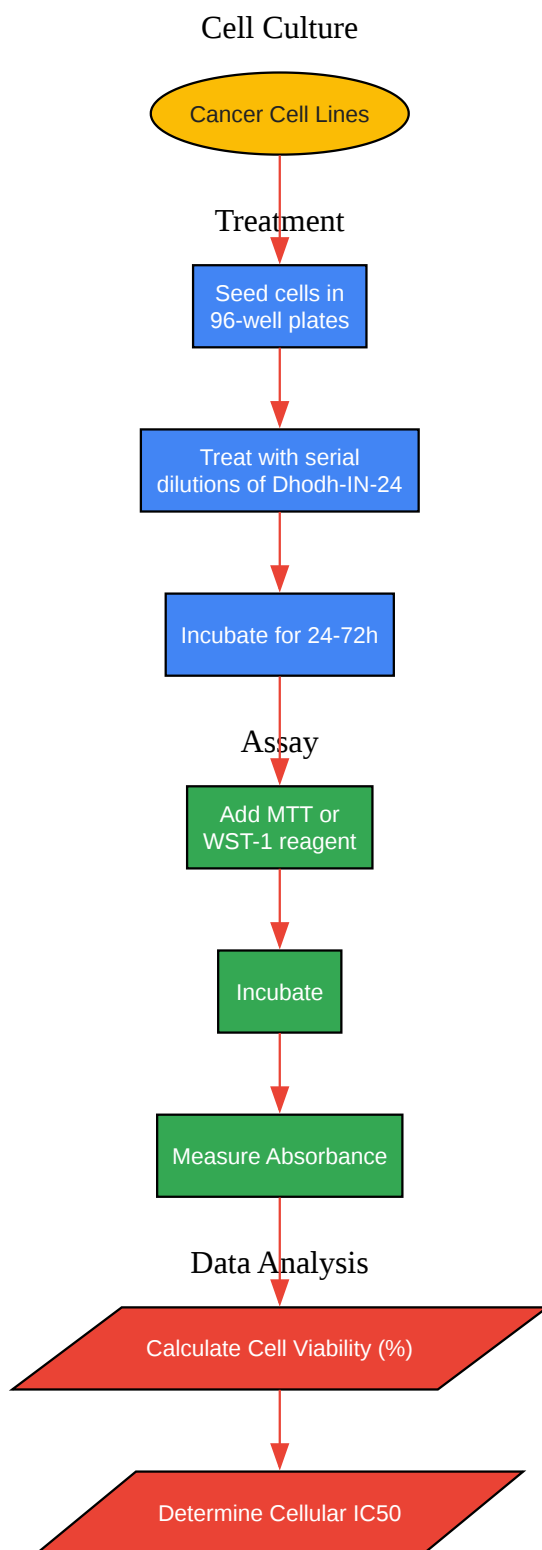 Cell Culture
Cancer Cell Lines
Treatment
Seed cells in
96-well plates
Treat with serial
dilutions of Dhodh-IN-24
Incubate for 24-72h
Assay
Add MTT or
WST-1 reagent
Incubate
Measure Absorbance
Data Analysis
Calculate Cell Viability (%)
Determine Cellular IC50